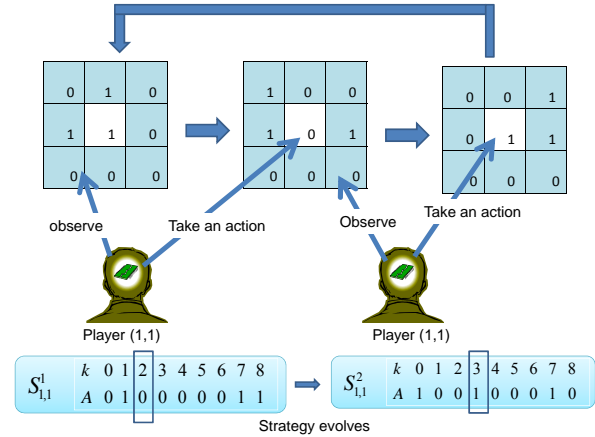 0 1 0 1 0 0 0 0 1
1 1 0 1 0 1 0 1 1
0 0 0 0 0 0 0 0 0
observe Take an action Observe Take an action
Player (1,1) Player (1,1)
S¹₁,₁ k 0 1 2 3 4 5 6 7 8
A 0 1 0 0 0 0 0 1 1
S²₁,₁ k 0 1 2 3 4 5 6 7 8
A 1 0 0 1 0 0 0 1 0
Strategy evolves